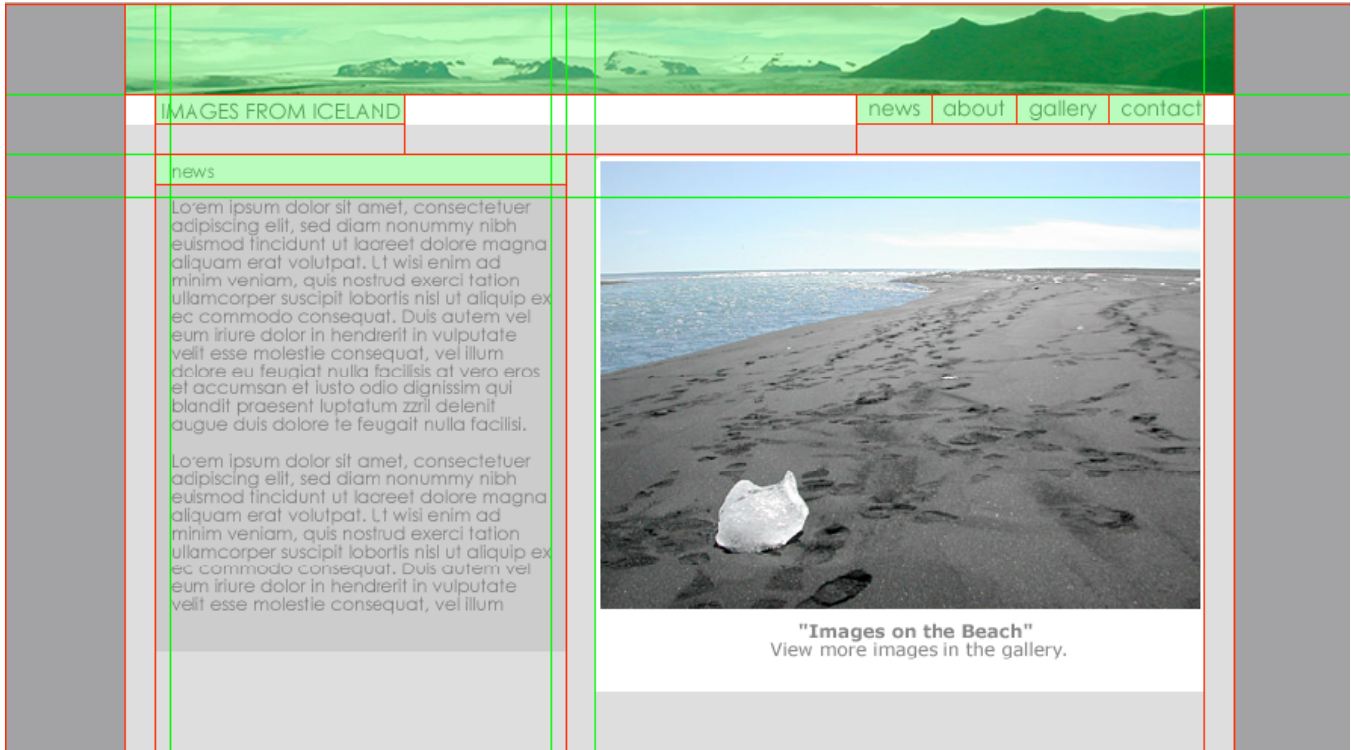 IMAGES FROM ICELAND
news
about
gallery
contact
news
Lorem ipsum dolor sit amet, consectetuer
adipiscing elit, sed diam nonummy nibh
euismod tincidunt ut laoreet dolore magna
aliquam erat volutpat. Ut wisi enim ad
minim veniam, quis nostrud exerci tation
ullamcorper suscipit lobortis nisl ut aliquip ex
ec commodo consequat. Duis autem vel
eum iriure dolor in hendrerit in vulputate
velit esse molestie consequat, vel illum
dolore eu feugiat nulla facilisis at vero eros
et accumsan et iusto odio dignissim qui
blandit praesent luptatum zzril delenit
augue duis dolore te feugait nulla facilisi.
Lorem ipsum dolor sit amet, consectetuer
adipiscing elit, sed diam nonummy nibh
euismod tincidunt ut laoreet dolore magna
aliquam erat volutpat. Ut wisi enim ad
minim veniam, quis nostrud exerci tation
ullamcorper suscipit lobortis nisl ut aliquip ex
ec commodo consequat. Duis autem vel
eum iriure dolor in hendrerit in vulputate
velit esse molestie consequat, vel illum
"Images on the Beach"
View more images in the gallery.